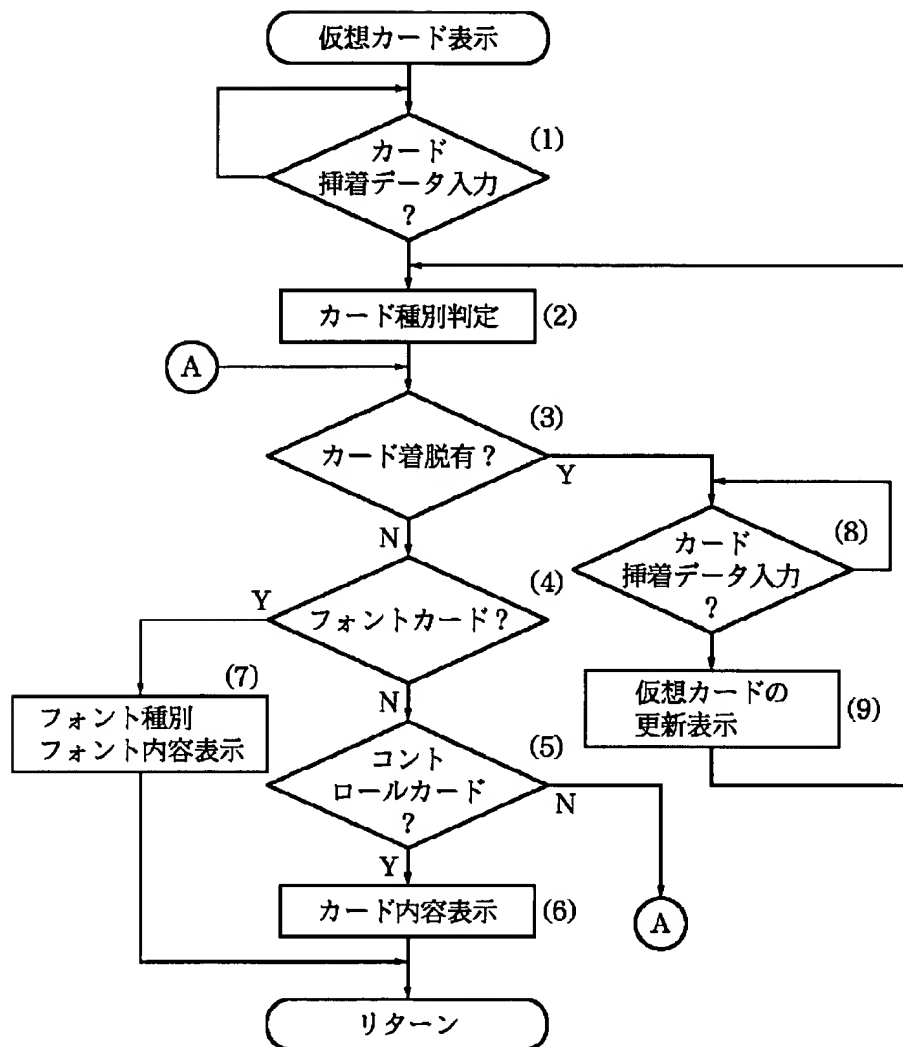 仮想カード表示
(1)
カード
挿着データ入力
?
カード種別判定
(2)
A
(3)
カード着脱有?
Y
N
(8)
カード
挿着データ入力
?
(4)
Y
フォントカード?
(7)
N
フォント種別
フォント内容表示
仮想カードの
更新表示
(9)
(5)
コント
ロールカード
?
N
Y
カード内容表示
(6)
A
リターン